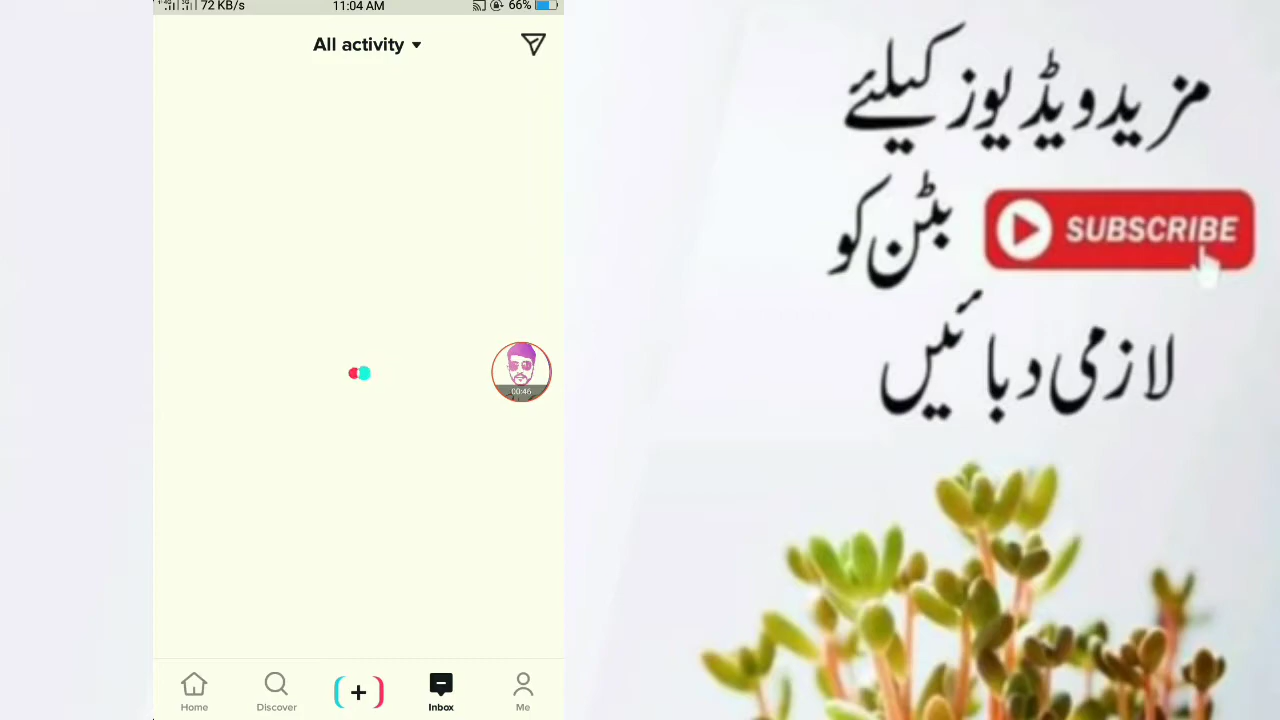 72 KB/s 11:04 AM 66%
All activity
00:46
Home Discover Inbox Me
مزید ویڈیوز کیلئے
SUBSCRIBE بٹن کو
لازمی دبائیں